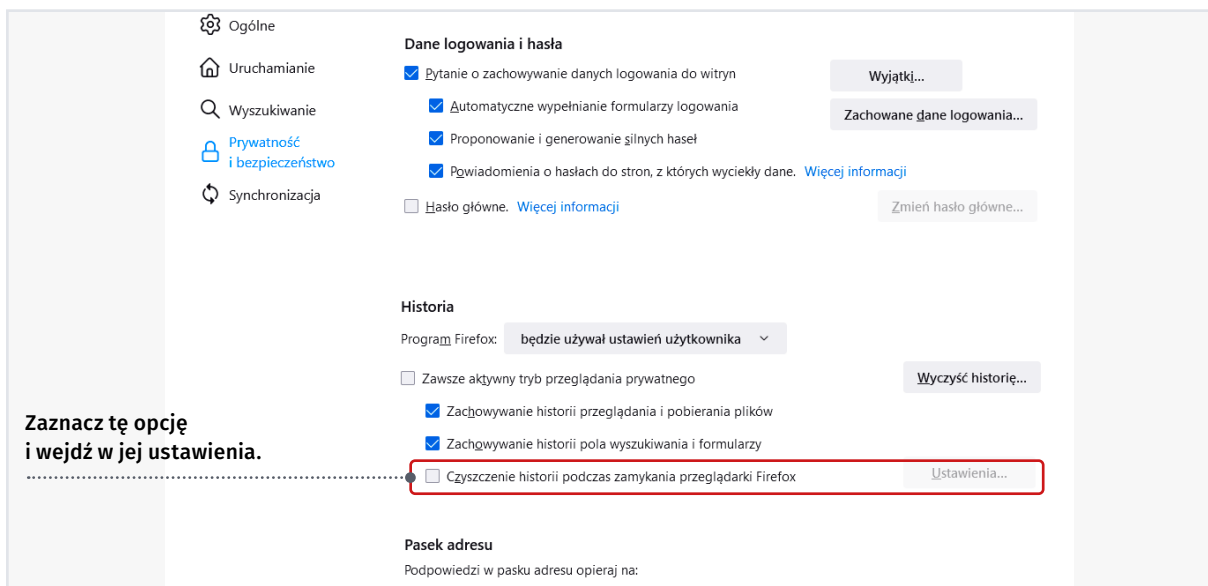 Ogólne
Uruchamianie
Wyszukiwanie
Prywatność
i bezpieczeństwo
Synchronizacja
Dane logowania i hasła
Pytanie o zachowywanie danych logowania do witryn
Wyjątki...
Automatyczne wypełnianie formularzy logowania
Zachowane dane logowania...
Proponowanie i generowanie silnych haseł
Powiadomienia o hasłach do stron, z których wyciekły dane. Więcej informacji
Hasło główne. Więcej informacji
Zmień hasło główne...
Historia
Program Firefox: będzie używał ustawień użytkownika
Zawsze aktywny tryb przeglądania prywatnego
Wyczyść historię...
Zachowywanie historii przeglądania i pobierania plików
Zachowywanie historii pola wyszukiwania i formularzy
Zaznacz tę opcję
i wejdź w jej ustawienia.
Czyszczenie historii podczas zamykania przeglądarki Firefox
Ustawienia...
Pasek adresu
Podpowiedzi w pasku adresu opieraj na: